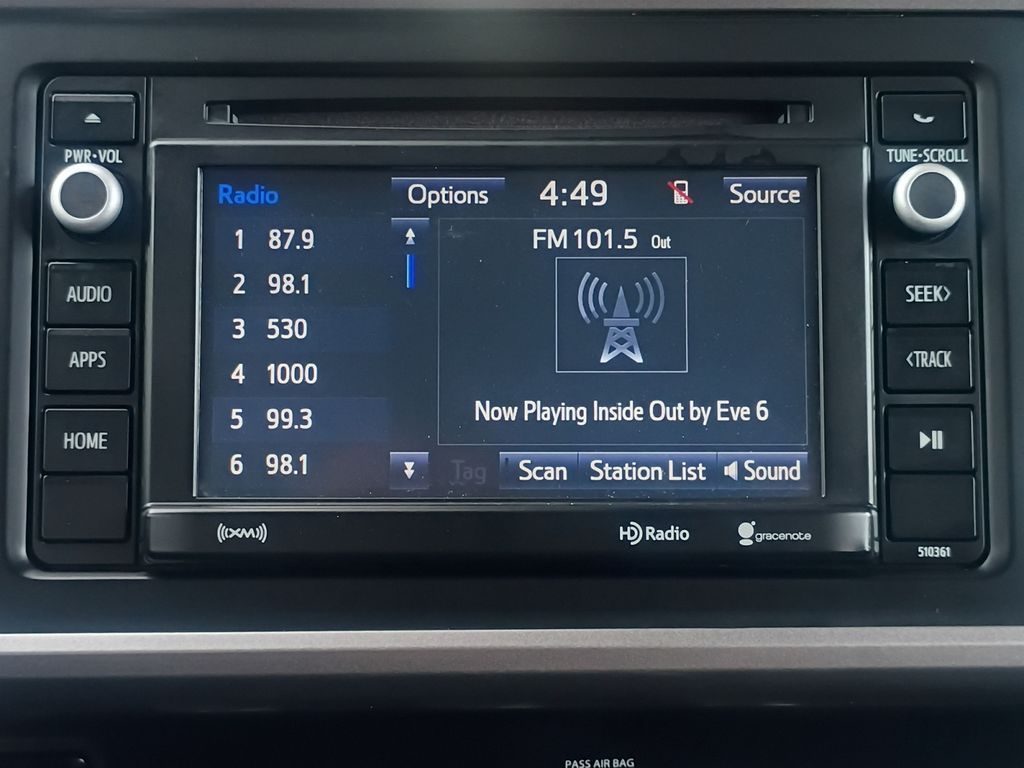 PWR•VOL
TUNE•SCROLL
Radio
Options
4:49
Source
1 87.9
2 98.1
3 530
4 1000
5 99.3
6 98.1
FM 101.5 Out
Now Playing Inside Out by Eve 6
Tag
Scan
Station List
Sound
AUDIO
APPS
HOME
SEEK>
<TRACK
((XM))
HD Radio
gracenote
510361
PASS AIR BAG